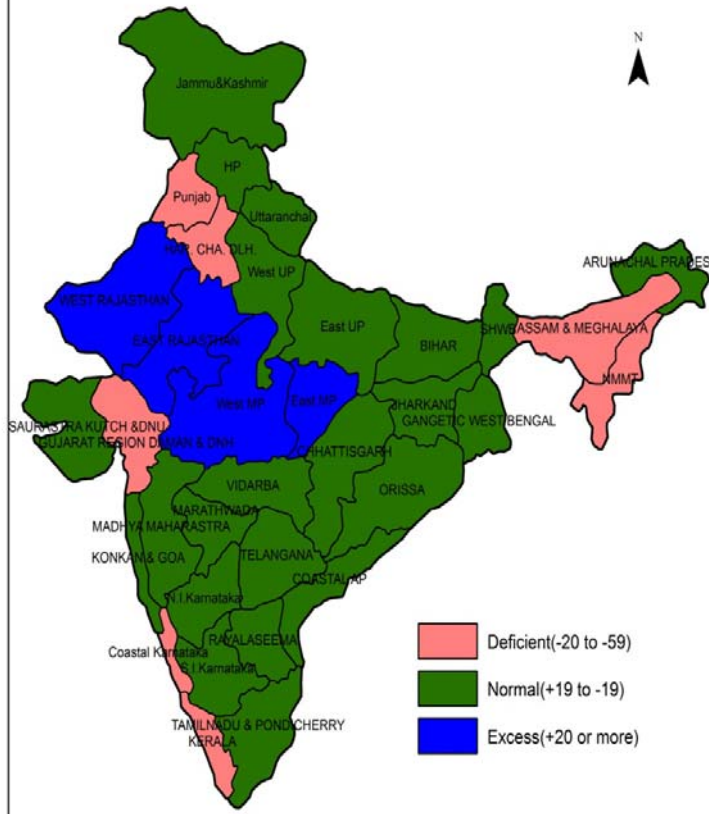 N
Jammu&Kashmir
HP
Punjab
Uttaranchal
HAR. CHA. DLH.
West UP
ARUNACHAL PRADES
WEST RAJASTHAN
EAST RAJASTHAN
East UP
BIHAR
SHWB
ASSAM & MEGHALAYA
NMMT
West MP
East MP
JHARKAND
GANGETIC WEST BENGAL
SAURASTRA KUTCH &DNU
GUJARAT REGION DAMAN & DNH
CHHATTISGARH
VIDARBA
ORISSA
MARATHWADA
MADHYA MAHARASTRA
KONKAN & GOA
TELANGANA
COASTAL AP
N.I.Karnataka
RAYALASEEMA
Coastal Karnataka
S.I.Karnataka
TAMILNADU & PONDICHERRY
KERALA
Deficient(-20 to -59)
Normal(+19 to -19)
Excess(+20 or more)